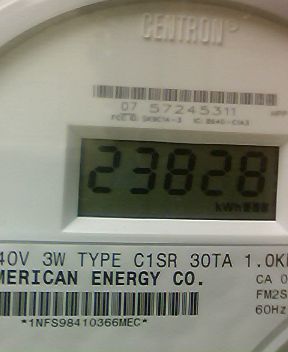 CENTRON®
07 57245311
23828
kWh
40V 3W TYPE C1SR 30TA 1.0K
MERICAN ENERGY CO.
CA 0
FM2S
60Hz
*1NFS98410366MEC*